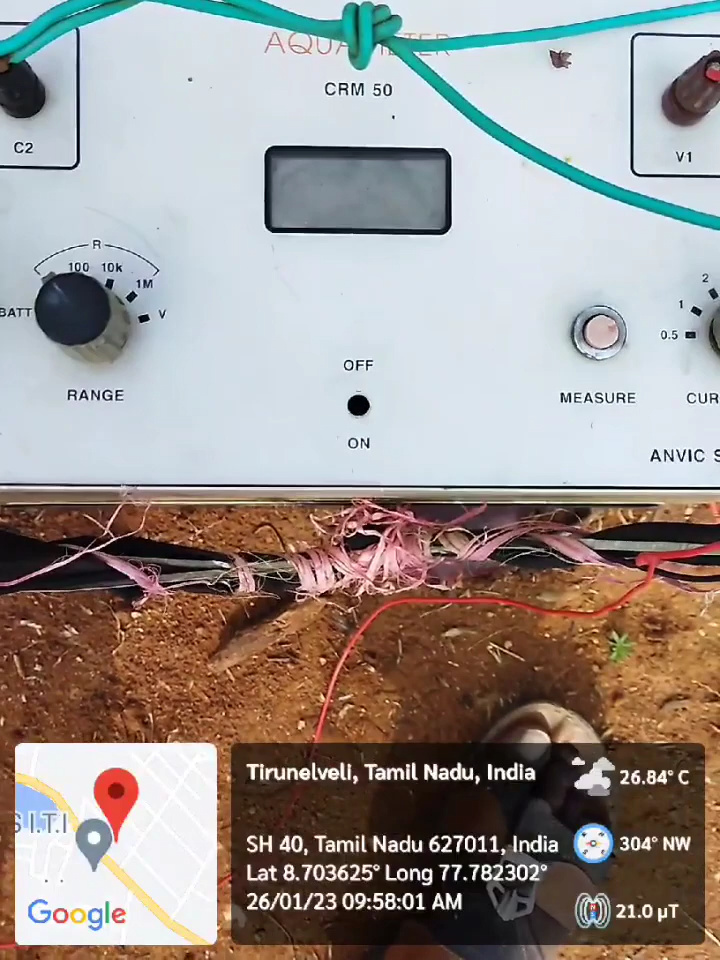 CRM 50
C2
V1
R
100 10k
1M
BATT
V
RANGE
OFF
ON
MEASURE
2
1
0.5
ANVIC
Tirunelveli, Tamil Nadu, India
26.84° C
SH 40, Tamil Nadu 627011, India
304° NW
Lat 8.703625° Long 77.782302°
26/01/23 09:58:01 AM
21.0 µT
I.T.I
Google